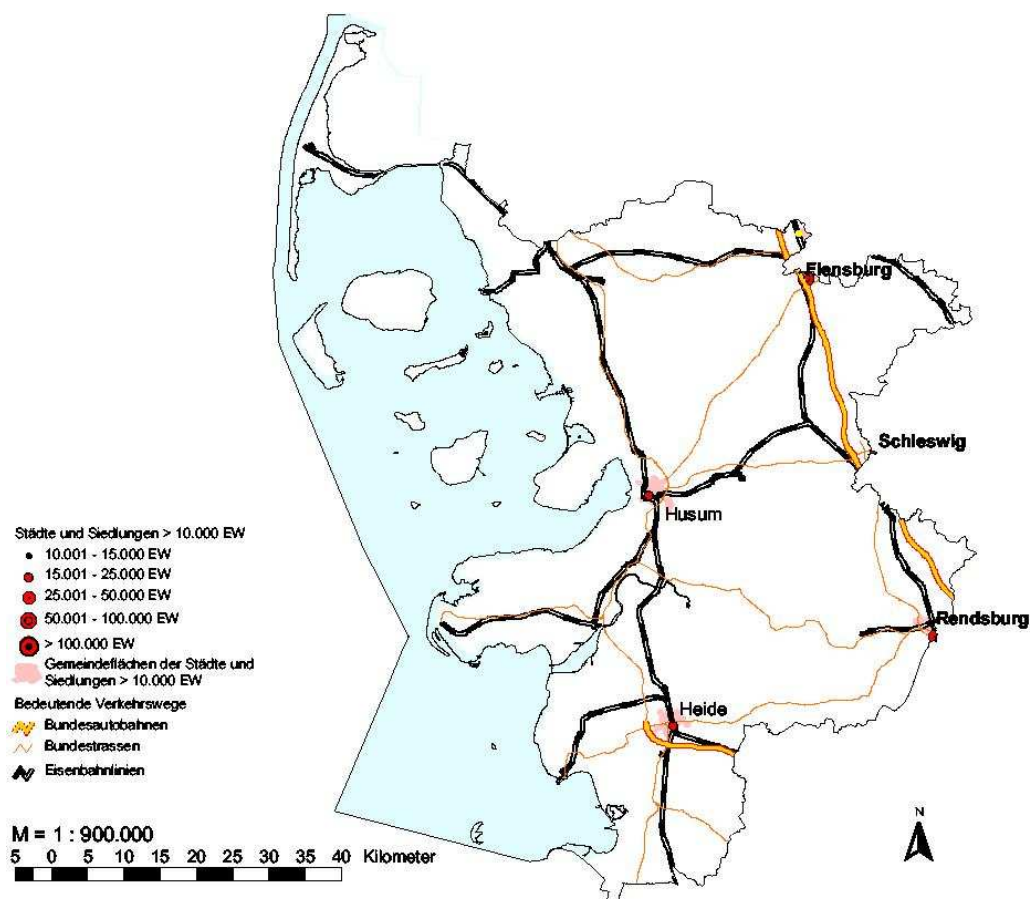 Flensburg
Schleswig
Husum
Rendsburg
Heide
Städte und Siedlungen > 10.000 EW
10.001 - 15.000 EW
15.001 - 25.000 EW
25.001 - 50.000 EW
50.001 - 100.000 EW
> 100.000 EW
Gemeindeflächen der Städte und
Siedlungen > 10.000 EW
Bedeutende Verkehrswege
Bundesautobahnen
Bundestrassen
Eisenbahnlinien
M = 1 : 900.000
5 0 5 10 15 20 25 30 35 40 Kilometer
N